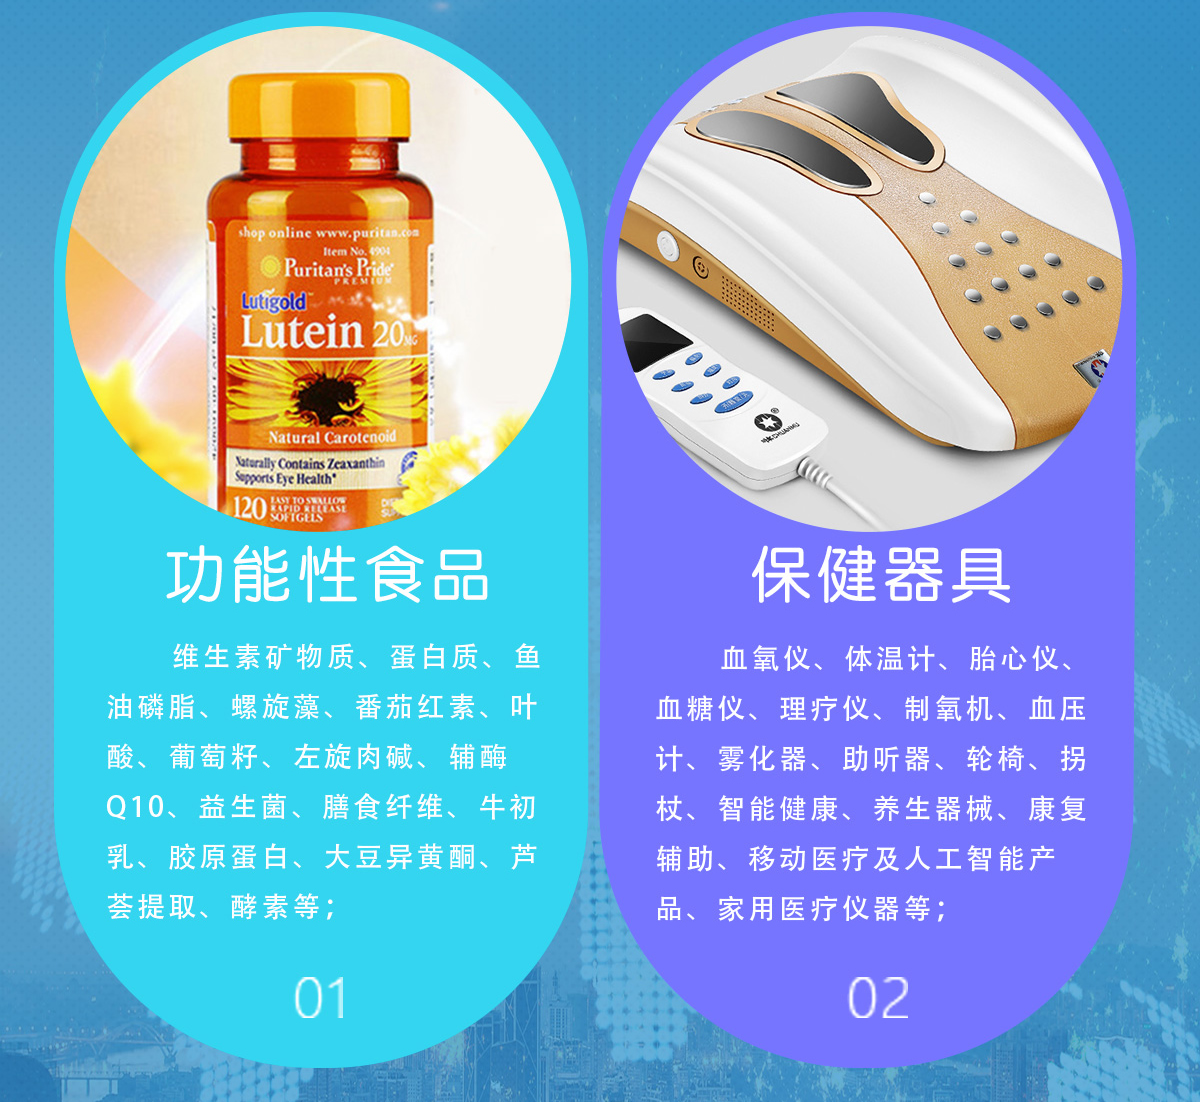 shop online www.puritan.com
Item No. 4904
Puritan's Pride®
PREMIUM
Lutigold™
Lutein 20MG
Natural Carotenoid
Naturally Contains Zeaxanthin
Supports Eye Health*
120 EASY TO SWALLOW
RAPID RELEASE
SOFTGELS
功能性食品
维生素矿物质、蛋白质、鱼
油磷脂、螺旋藻、番茄红素、叶
酸、葡萄籽、左旋肉碱、辅酶
Q10、益生菌、膳食纤维、牛初
乳、胶原蛋白、大豆异黄酮、芦
荟提取、酵素等；
01
保健器具
血氧仪、体温计、胎心仪、
血糖仪、理疗仪、制氧机、血压
计、雾化器、助听器、轮椅、拐
杖、智能健康、养生器械、康复
辅助、移动医疗及人工智能产
品、家用医疗仪器等；
02